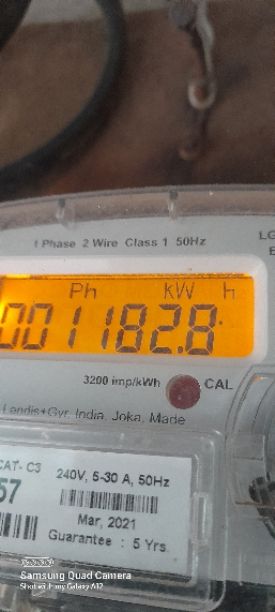 1 Phase 2 Wire Class 1 50Hz
LG
Ph kW h
001182.8
3200 imp/kWh CAL
Landis+Gyr, India, Joka, Made
CAT- C3
57
240V, 5-30 A, 50Hz
Mar, 2021
Guarantee : 5 Yrs.
Samsung Quad Camera
Shot with my Galaxy A12